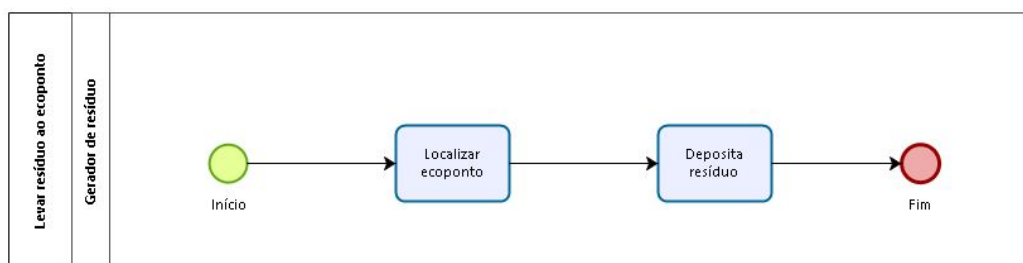 Levar resíduo ao ecoponto
Gerador de resíduo
Início
Localizar
ecoponto
Deposita
resíduo
Fim